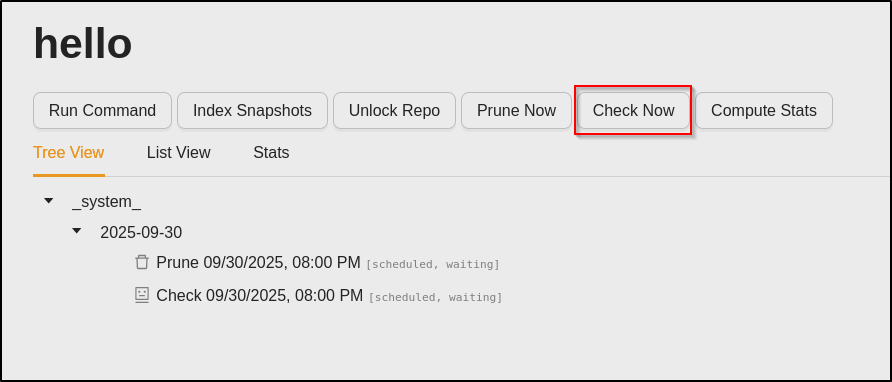 hello
Run Command Index Snapshots Unlock Repo Prune Now Check Now Compute Stats
Tree View List View Stats
_system_
2025-09-30
Prune 09/30/2025, 08:00 PM [scheduled, waiting]
Check 09/30/2025, 08:00 PM [scheduled, waiting]